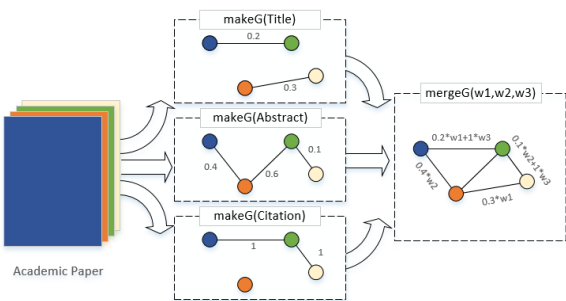 makeG(Title)
0.2
0.3
makeG(Abstract)
0.4
0.6
0.1
makeG(Citation)
1
1
Academic Paper
mergeG(w1,w2,w3)
0.2*w1+1*w3
0.1*w2+1*w3
0.4*w2
0.3*w1